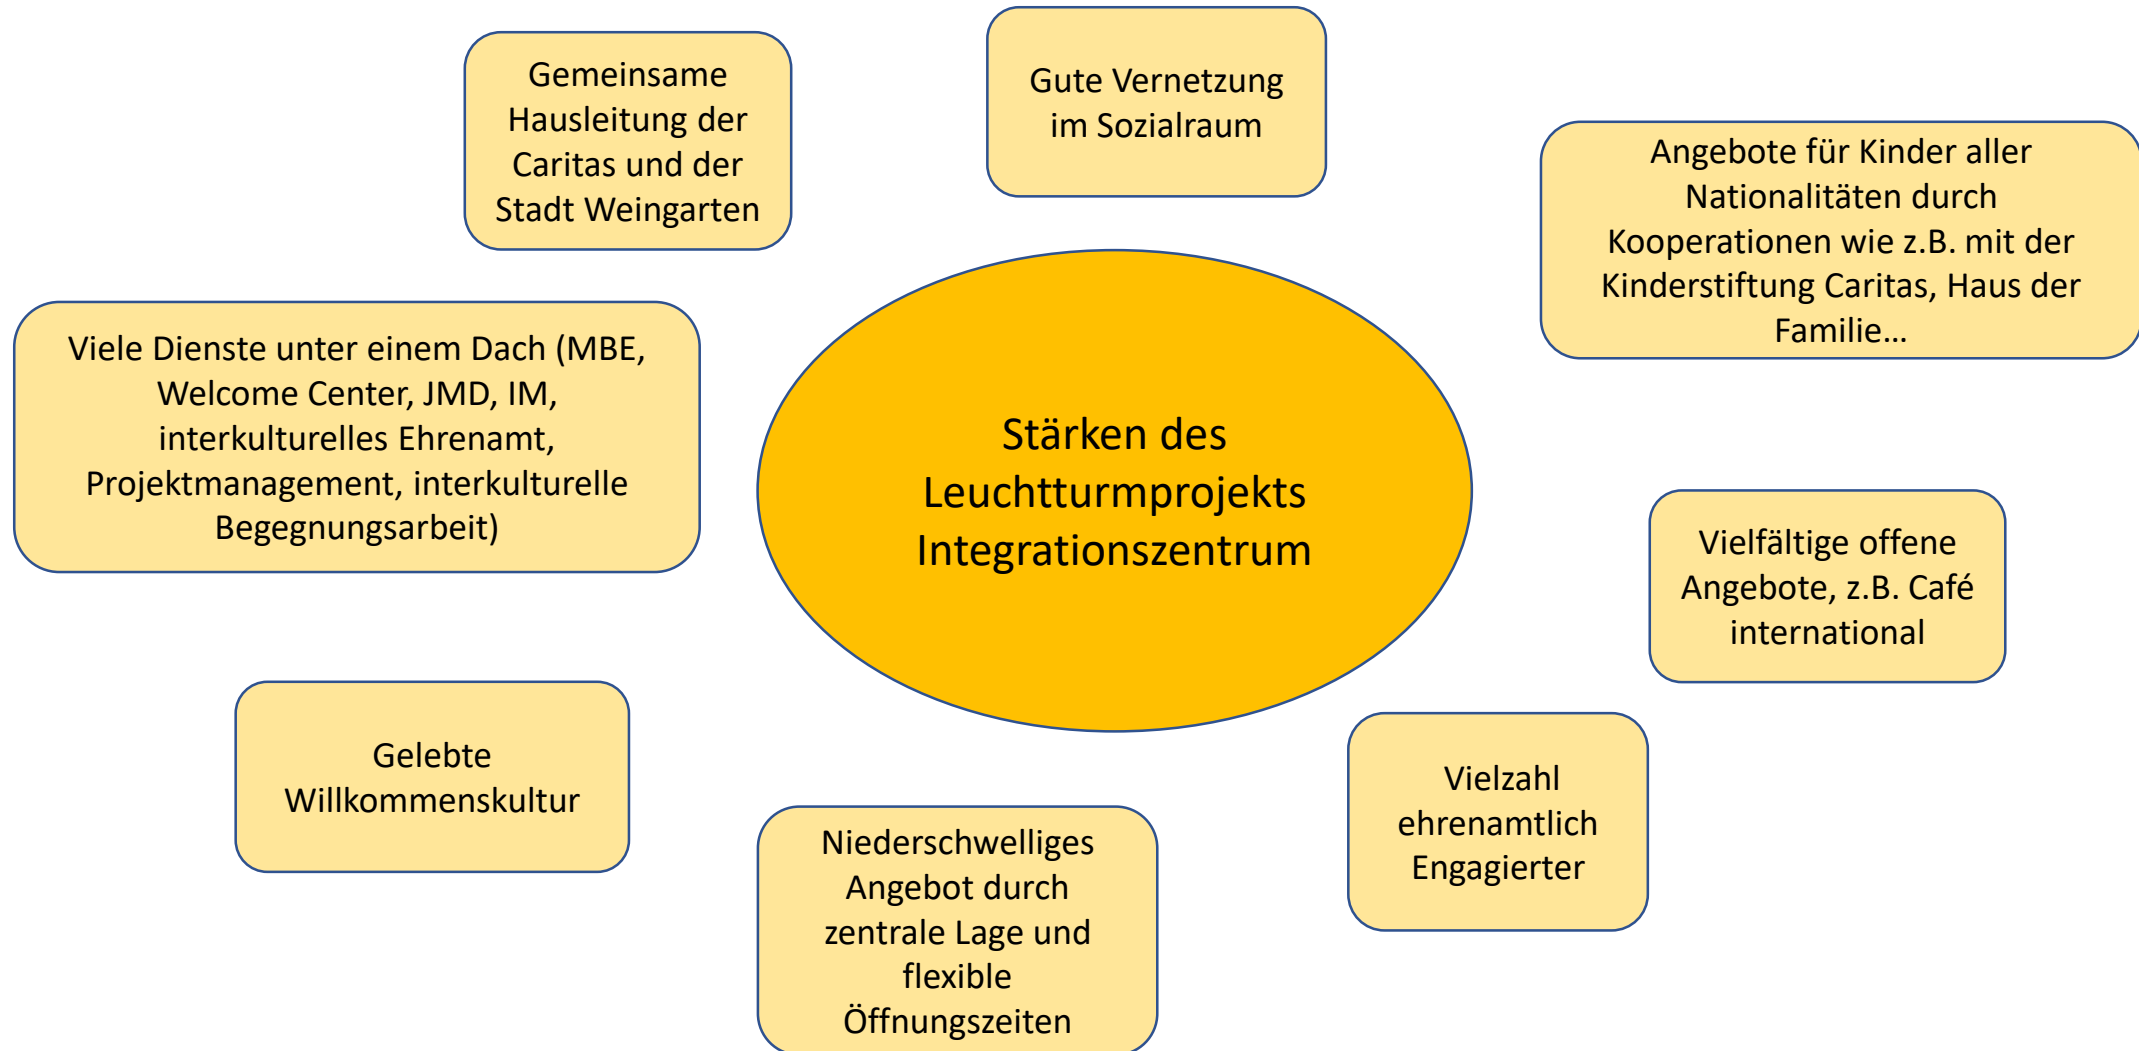 Gemeinsame
Hausleitung der
Caritas und der
Stadt Weingarten
Gute Vernetzung
im Sozialraum
Angebote für Kinder aller
Nationalitäten durch
Kooperationen wie z.B. mit der
Kinderstiftung Caritas, Haus der
Familie…
Viele Dienste unter einem Dach (MBE,
Welcome Center, JMD, IM,
interkulturelles Ehrenamt,
Projektmanagement, interkulturelle
Begegnungsarbeit)
Stärken des
Leuchtturmprojekts
Integrationszentrum
Vielfältige offene
Angebote, z.B. Café
international
Gelebte
Willkommenskultur
Niederschwelliges
Angebot durch
zentrale Lage und
flexible
Öffnungszeiten
Vielzahl
ehrenamtlich
Engagierter